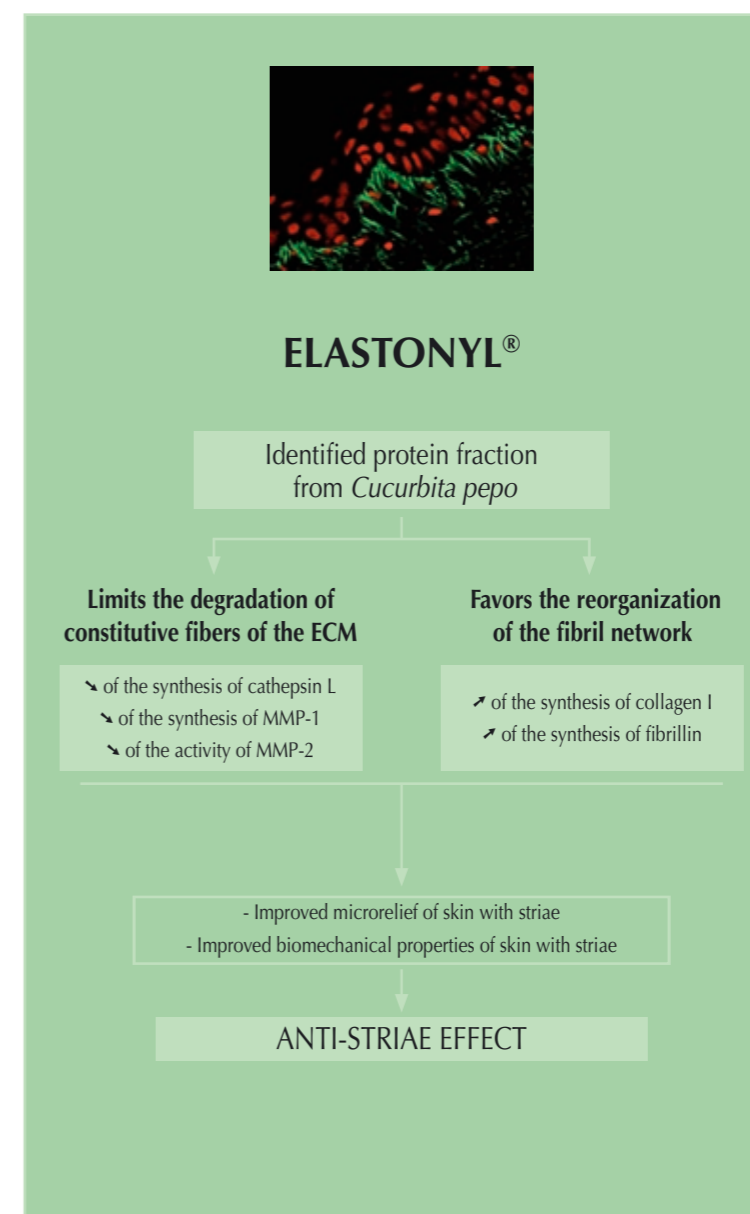 ELASTONYL®
Identified protein fraction
from Cucurbita pepo
Limits the degradation of
constitutive fibers of the ECM
➘ of the synthesis of cathepsin L
➘ of the synthesis of MMP-1
➘ of the activity of MMP-2
Favors the reorganization
of the fibril network
➚ of the synthesis of collagen I
➚ of the synthesis of fibrillin
- Improved microrelief of skin with striae
- Improved biomechanical properties of skin with striae
ANTI-STRIAE EFFECT